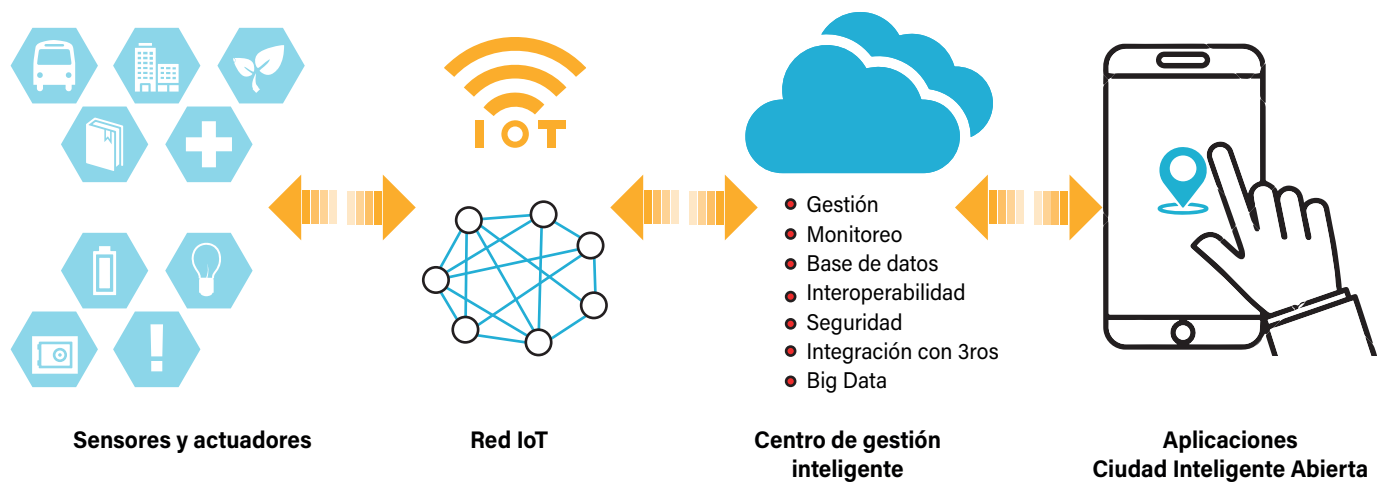 IOT
Gestión
Monitoreo
Base de datos
Interoperabilidad
Seguridad
Integración con 3ros
Big Data
Sensores y actuadores
Red IoT
Centro de gestión
inteligente
Aplicaciones
Ciudad Inteligente Abierta